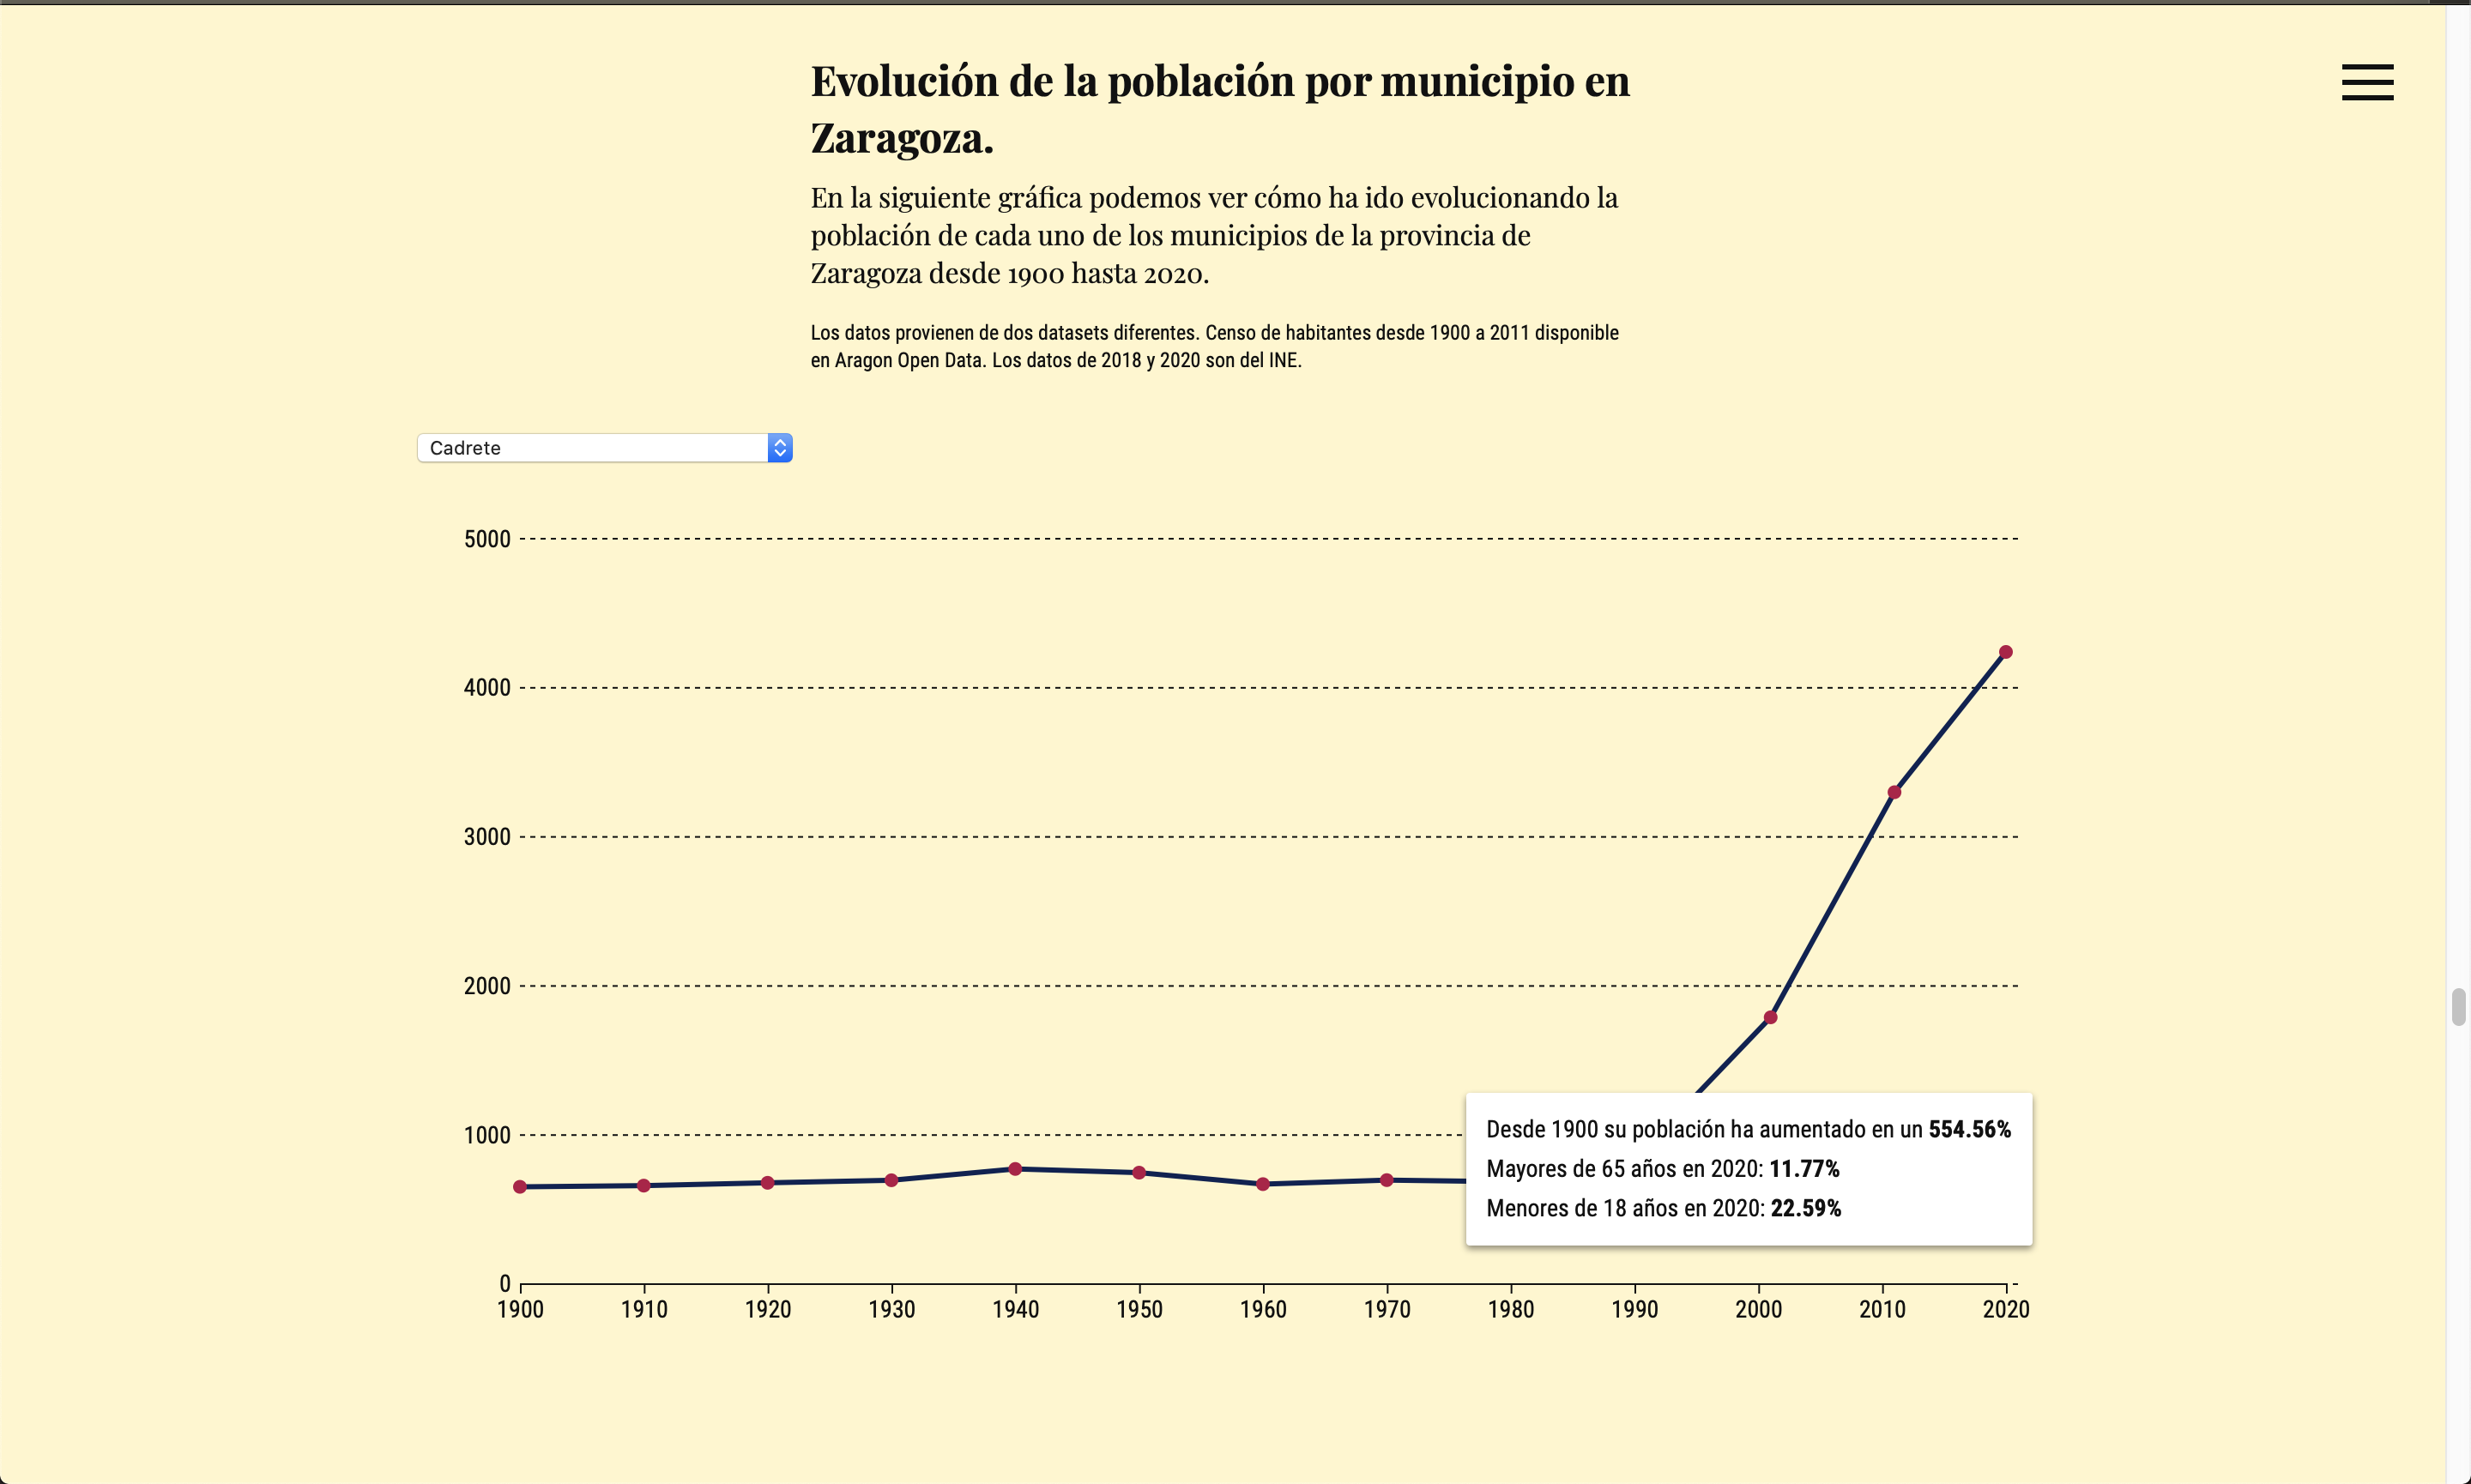 Evolución de la población por municipio en
Zaragoza.
En la siguiente gráfica podemos ver cómo ha ido evolucionando la
población de cada uno de los municipios de la provincia de
Zaragoza desde 1900 hasta 2020.
Los datos provienen de dos datasets diferentes. Censo de habitantes desde 1900 a 2011 disponible
en Aragon Open Data. Los datos de 2018 y 2020 son del INE.
Cadrete
5000
4000
3000
2000
1000
Desde 1900 su población ha aumentado en un 554.56%
Mayores de 65 años en 2020: 11.77%
Menores de 18 años en 2020: 22.59%
0
1900 1910 1920 1930 1940 1950 1960 1970 1980 1990 2000 2010 2020